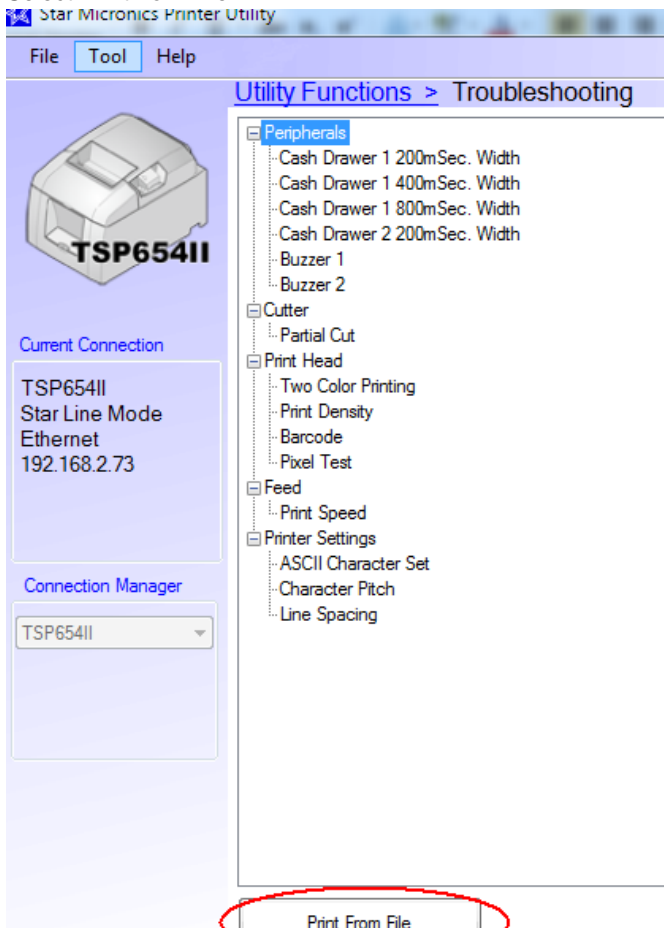 Star Micronics Printer Utility
File Tool Help
Utility Functions > Troubleshooting
TSP654II
Current Connection
TSP654II
Star Line Mode
Ethernet
192.168.2.73
Connection Manager
TSP654II
Peripherals
Cash Drawer 1 200mSec. Width
Cash Drawer 1 400mSec. Width
Cash Drawer 1 800mSec. Width
Cash Drawer 2 200mSec. Width
Buzzer 1
Buzzer 2
Cutter
Partial Cut
Print Head
Two Color Printing
Print Density
Barcode
Pixel Test
Feed
Print Speed
Printer Settings
ASCII Character Set
Character Pitch
Line Spacing
Print From File